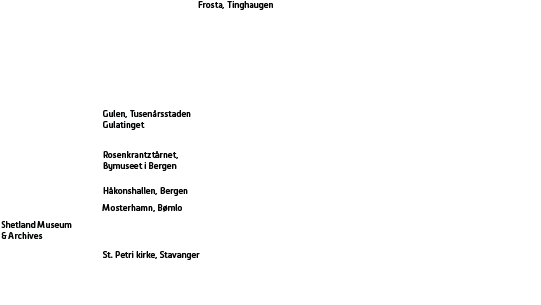 Frosta, Tinghaugen
Gulen, Tusenårsstaden
Gulatinget
Rosenkrantztårnet,
Bymuseet i Bergen
Håkonshallen, Bergen
Mosterhamn, Bømlo
Shetland Museum
& Archives
St. Petri kirke, Stavanger